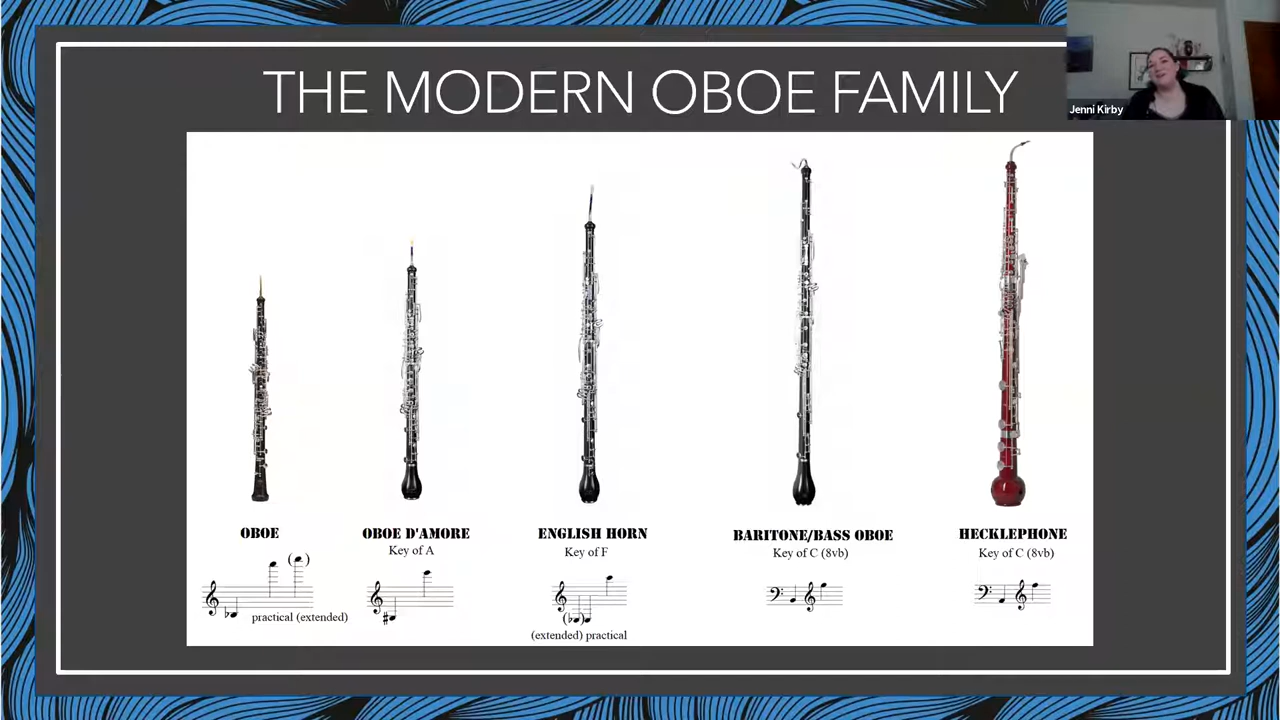 THE MODERN OBOE FAMILY
Jenni Kirby
OBOE
practical (extended)
OBOE D'AMORE
Key of A
ENGLISH HORN
Key of F
(extended) practical
BARITONE/BASS OBOE
Key of C (8vb)
HECKLEPHONE
Key of C (8vb)